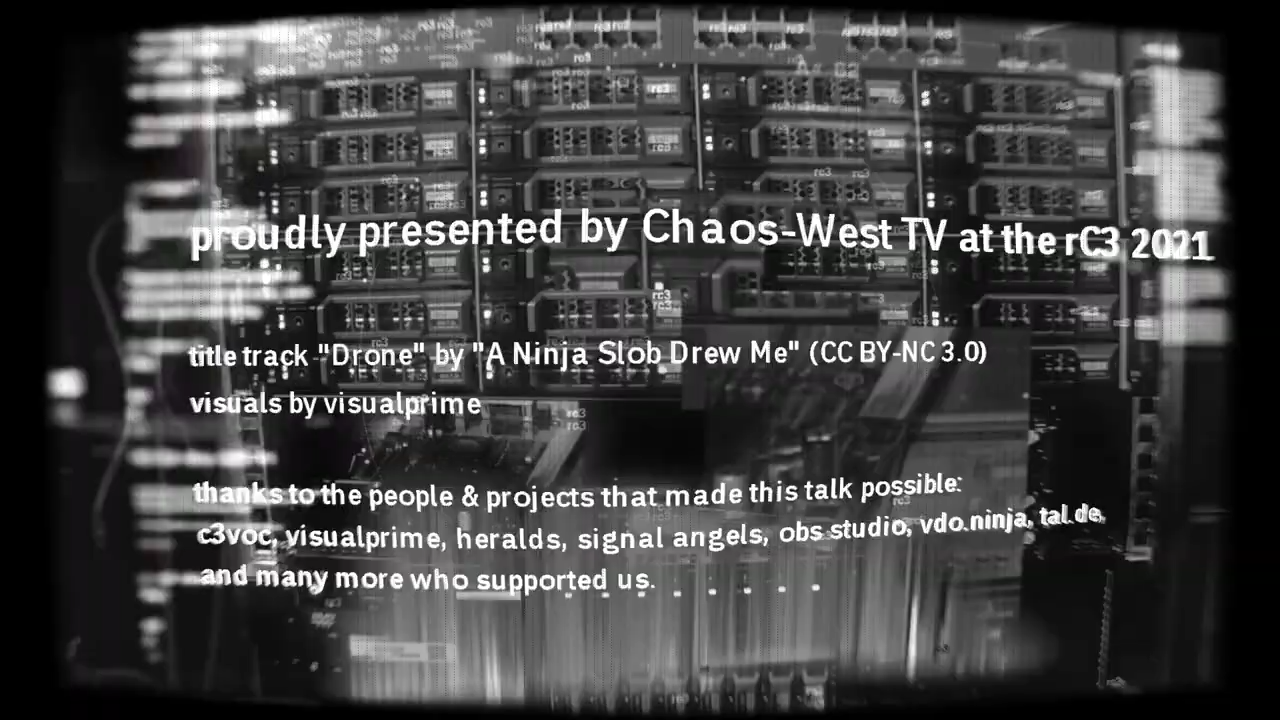 proudly presented by Chaos-West TV at the rC3 2021
title track "Drone" by "A Ninja Slob Drew Me" (CC BY-NC 3.0)
visuals by visualprime
thanks to the people & projects that made this talk possible:
c3voc, visualprime, heralds, signal angels, obs studio, vdo.ninja, tal.de,
and many more who supported us.